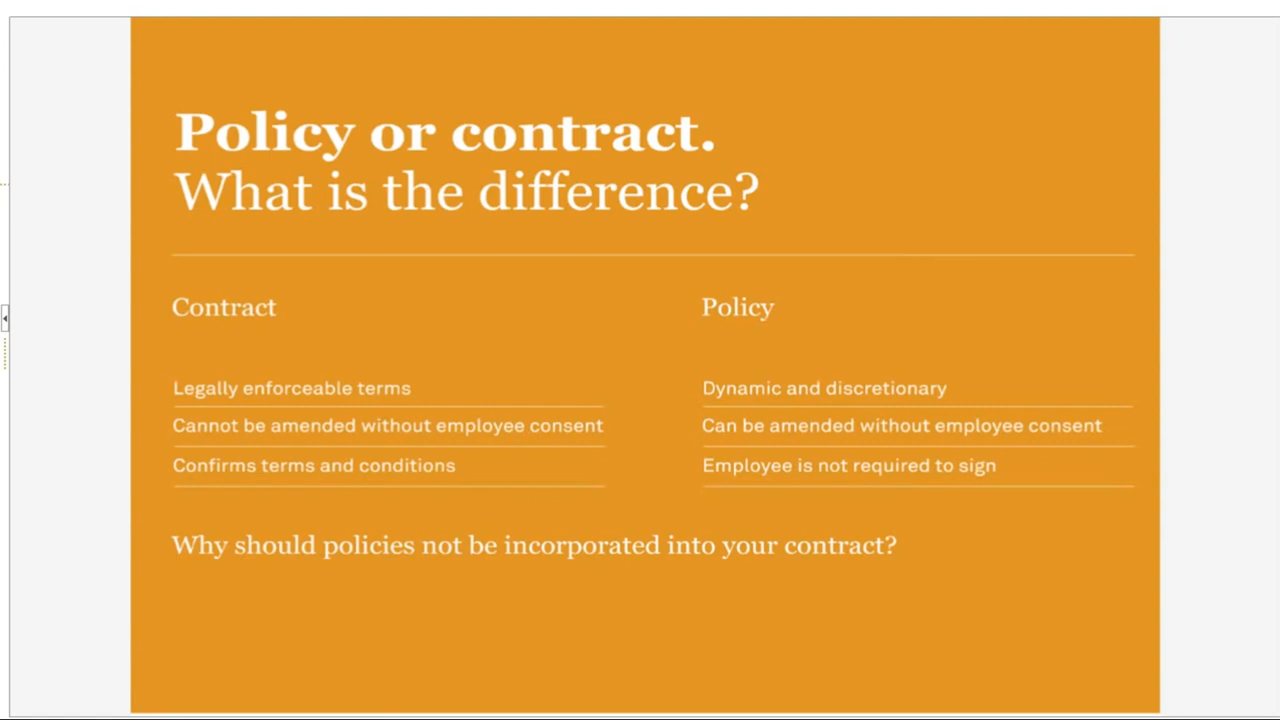 Policy or contract.
What is the difference?
Contract
Legally enforceable terms
Cannot be amended without employee consent
Confirms terms and conditions
Policy
Dynamic and discretionary
Can be amended without employee consent
Employee is not required to sign
Why should policies not be incorporated into your contract?